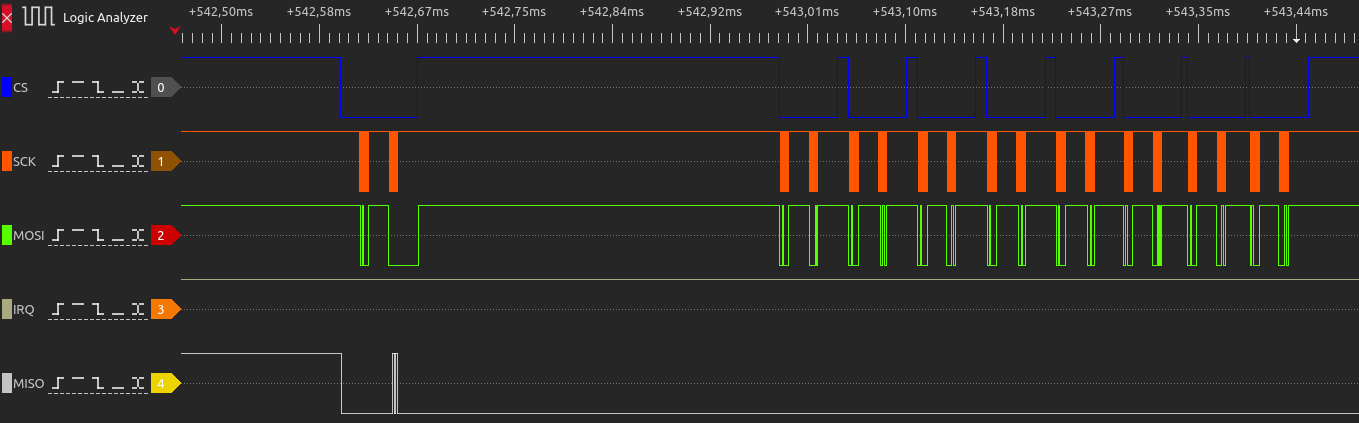 Logic Analyzer
+542,50ms +542,58ms +542,67ms +542,75ms +542,84ms +542,92ms +543,01ms +543,10ms +543,18ms +543,27ms +543,35ms +543,44ms
CS 0
SCK 1
MOSI 2
IRQ 3
MISO 4